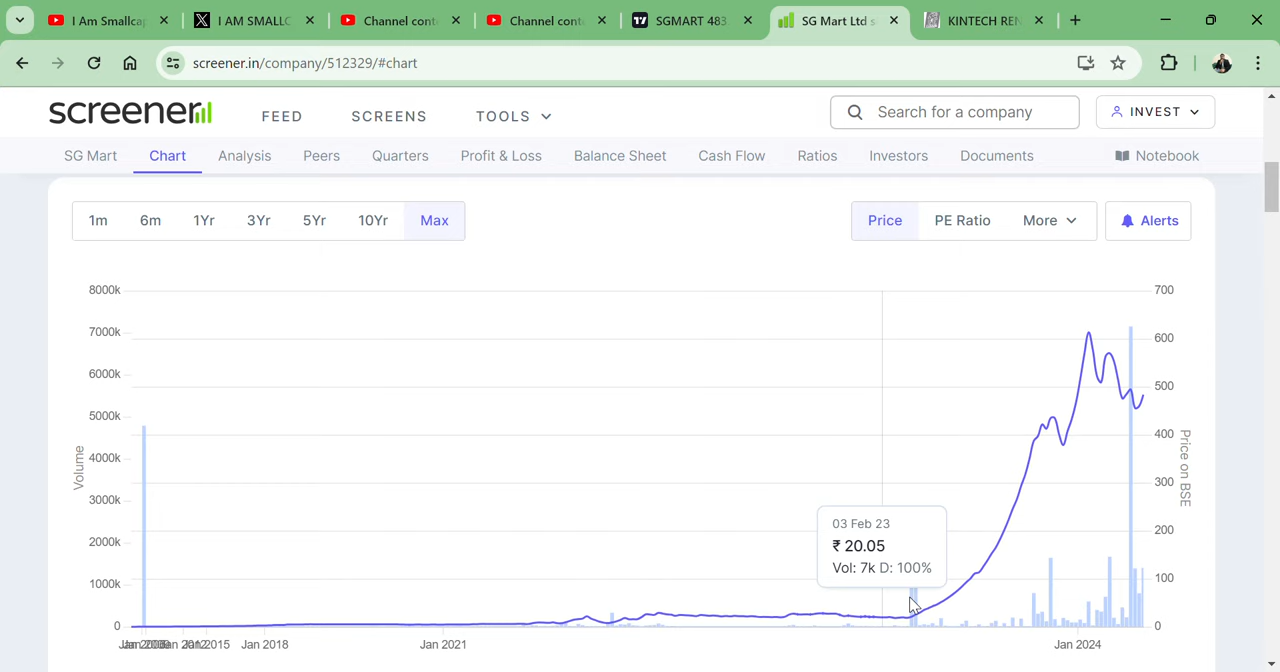 I Am Smallcap
I AM SMALLC
Channel cont
Channel cont
SGMART 483.
SG Mart Ltd s
KINTECH REN
screener.in/company/512329/#chart
screener
FEED
SCREENS
TOOLS
Search for a company
INVEST
SG Mart
Chart
Analysis
Peers
Quarters
Profit & Loss
Balance Sheet
Cash Flow
Ratios
Investors
Documents
Notebook
1m
6m
1Yr
3Yr
5Yr
10Yr
Max
Price
PE Ratio
More
Alerts
8000k
7000k
6000k
5000k
4000k
3000k
2000k
1000k
0
Volume
700
600
500
400
300
200
100
0
Price on BSE
03 Feb 23
₹ 20.05
Vol: 7k D: 100%
2015
Jan 2018
Jan 2021
Jan 2024